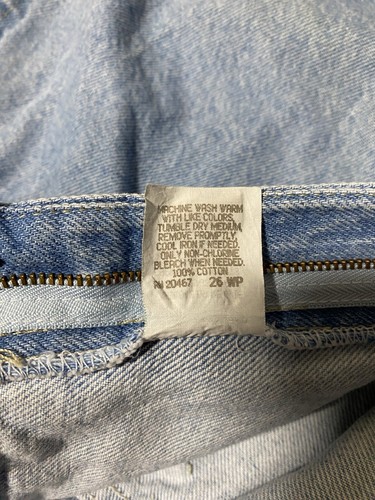 MACHINE WASH WARM
WITH LIKE COLORS,
TUMBLE DRY MEDIUM,
REMOVE PROMPTLY,
COOL IRON IF NEEDED.
ONLY NON-CHLORINE
BLEACH WHEN NEEDED.
100% COTTON
RN 20467 26 WP